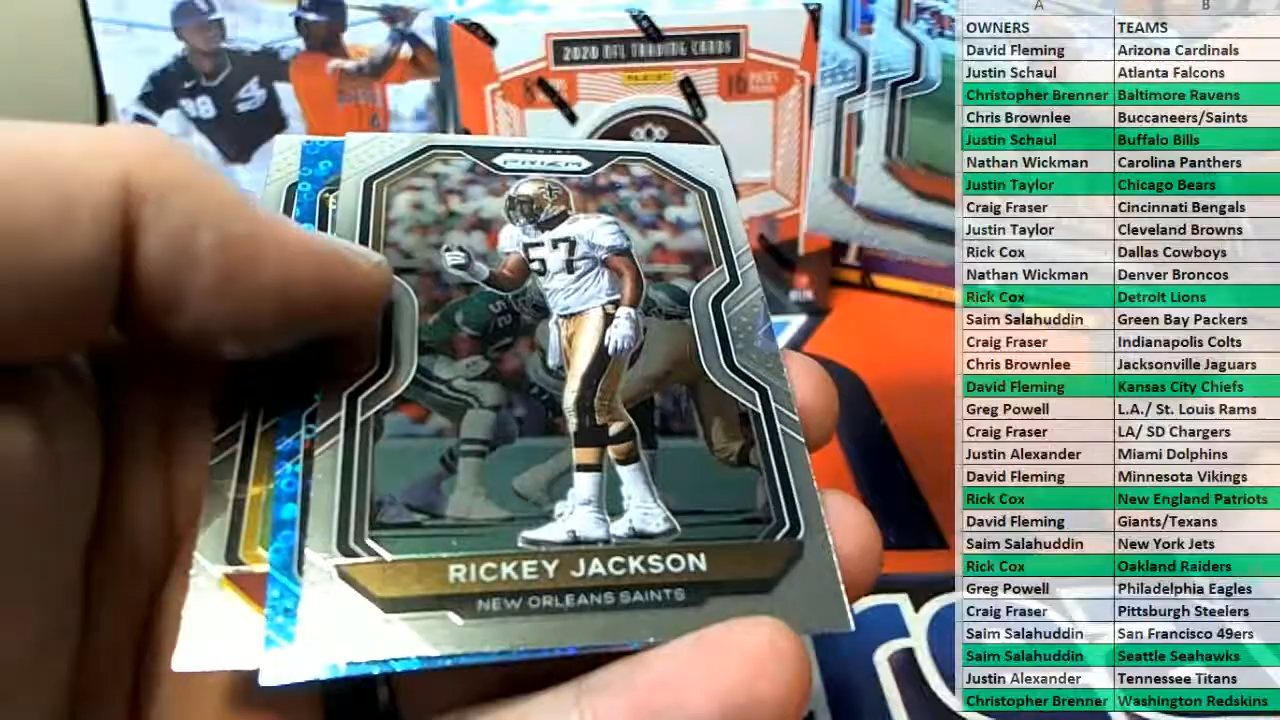 2020 NFL TRADING CARDS
PANINI
16
PANINI
PRIZM
57
52
98
RICKEY JACKSON
NEW ORLEANS SAINTS
A B
OWNERS TEAMS
David Fleming Arizona Cardinals
Justin Schaul Atlanta Falcons
Christopher Brenner Baltimore Ravens
Chris Brownlee Buccaneers/Saints
Justin Schaul Buffalo Bills
Nathan Wickman Carolina Panthers
Justin Taylor Chicago Bears
Craig Fraser Cincinnati Bengals
Justin Taylor Cleveland Browns
Rick Cox Dallas Cowboys
Nathan Wickman Denver Broncos
Rick Cox Detroit Lions
Saim Salahuddin Green Bay Packers
Craig Fraser Indianapolis Colts
Chris Brownlee Jacksonville Jaguars
David Fleming Kansas City Chiefs
Greg Powell L.A./ St. Louis Rams
Craig Fraser LA/ SD Chargers
Justin Alexander Miami Dolphins
David Fleming Minnesota Vikings
Rick Cox New England Patriots
David Fleming Giants/Texans
Saim Salahuddin New York Jets
Rick Cox Oakland Raiders
Greg Powell Philadelphia Eagles
Craig Fraser Pittsburgh Steelers
Saim Salahuddin San Francisco 49ers
Saim Salahuddin Seattle Seahawks
Justin Alexander Tennessee Titans
Christopher Brenner Washington Redskins